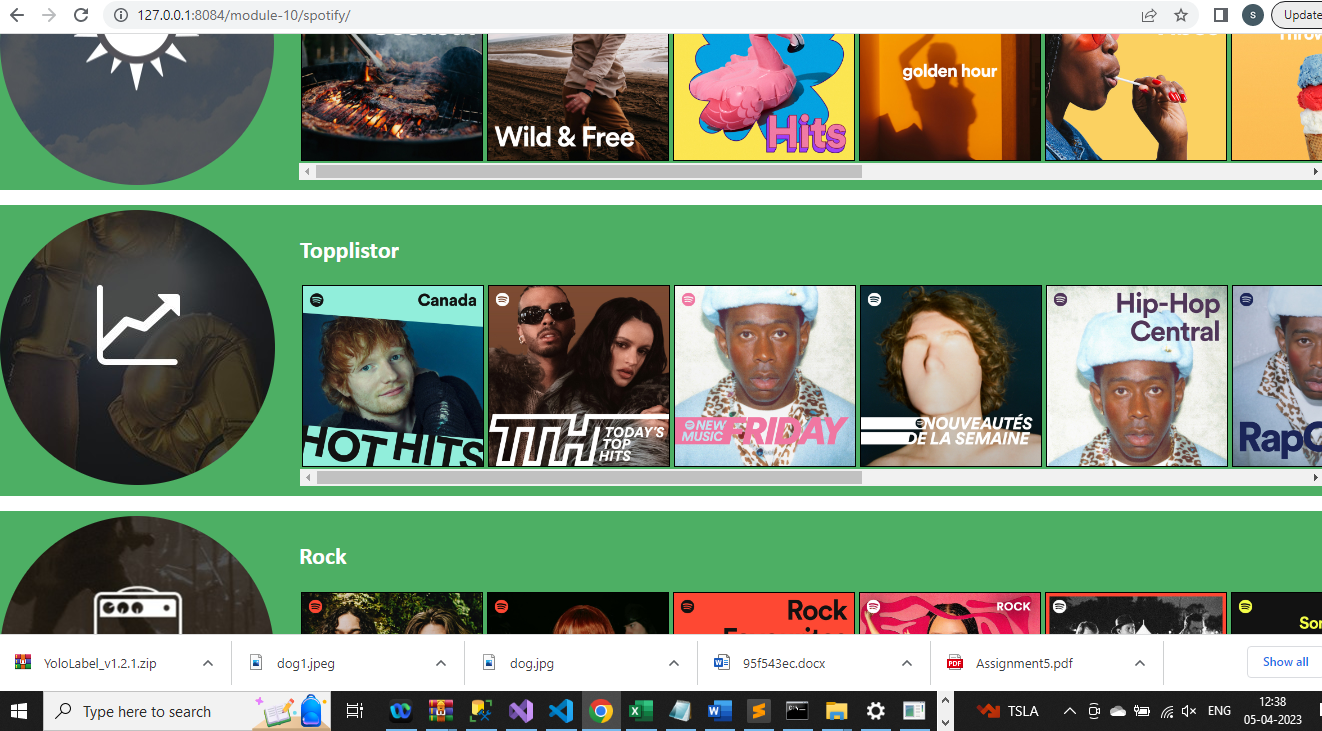 127.0.0.1:8084/module-10/spotify/
S
Update
Wild & Free
Hits
golden hour
Topplistor
Canada
HOT HITS
TTH TODAY'S
TOP
HITS
NEW
MUSIC FRIDAY
NOUVEAUTÉS
DE LA SEMAINE
Hip-Hop
Central
Rock
Rock
ROCK
YoloLabel_v1.2.1.zip
dog1.jpeg
dog.jpg
95f543ec.docx
PDF
Assignment5.pdf
Show all
Type here to search
TSLA
ENG
12:38
05-04-2023